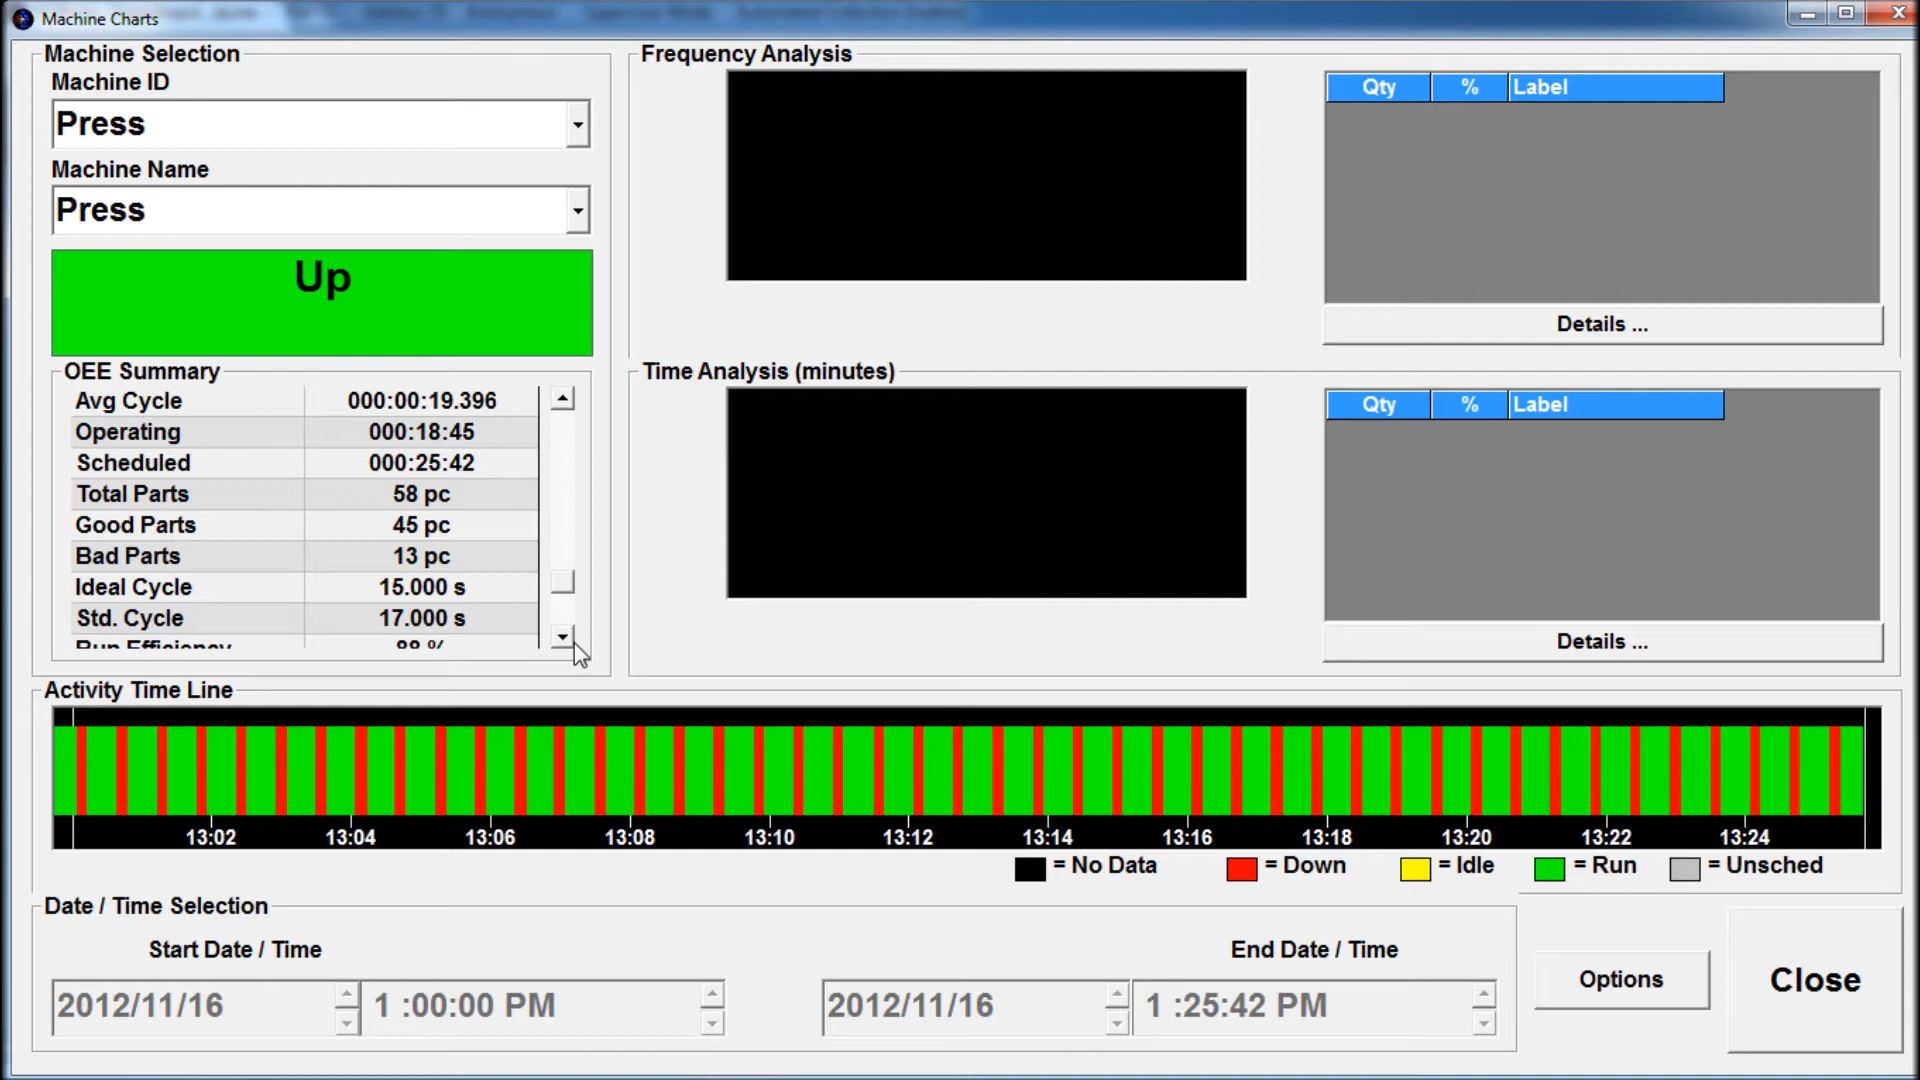 Machine Charts
Machine Selection
Machine ID
Press
Machine Name
Press
Up
OEE Summary
Avg Cycle 000:00:19.396
Operating 000:18:45
Scheduled 000:25:42
Total Parts 58 pc
Good Parts 45 pc
Bad Parts 13 pc
Ideal Cycle 15.000 s
Std. Cycle 17.000 s
Run Efficiency 88 %
Frequency Analysis
Qty % Label
Details ...
Time Analysis (minutes)
Qty % Label
Details ...
Activity Time Line
13:02 13:04 13:06 13:08 13:10 13:12 13:14 13:16 13:18 13:20 13:22 13:24
= No Data = Down = Idle = Run = Unsched
Date / Time Selection
Start Date / Time End Date / Time
2012/11/16 1 :00:00 PM 2012/11/16 1 :25:42 PM
Options
Close